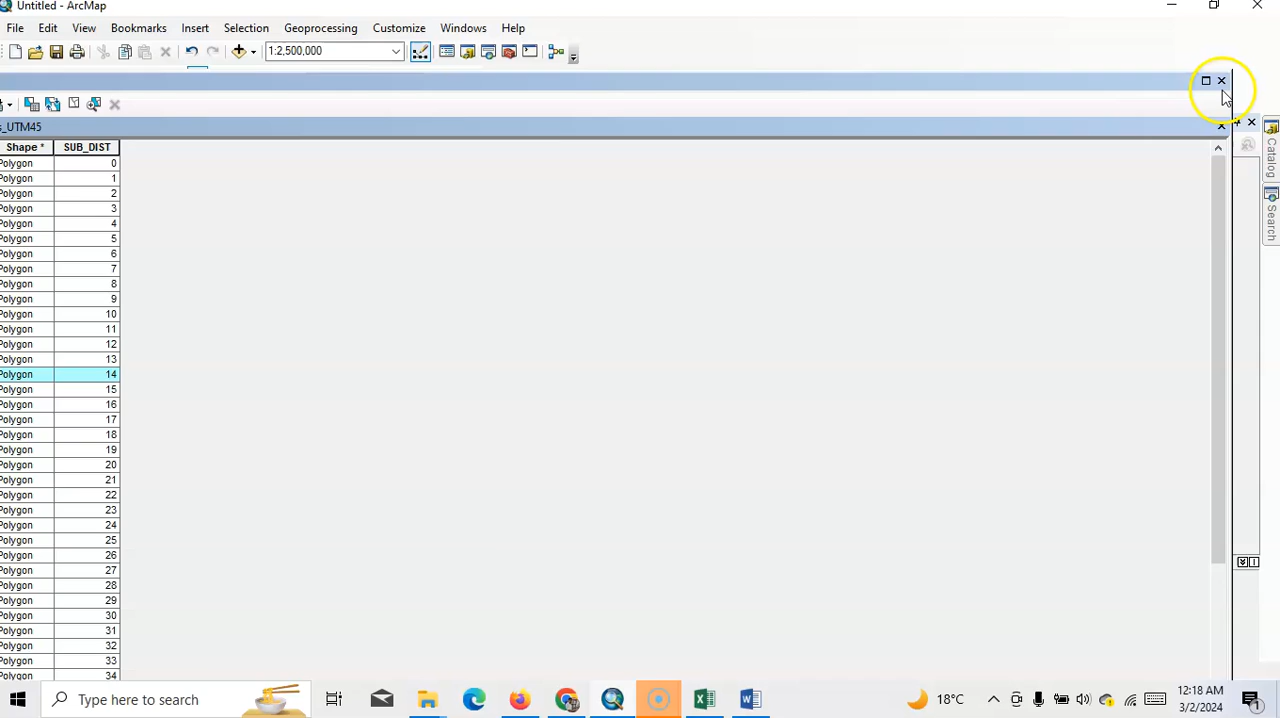 Untitled - ArcMap
File Edit View Bookmarks Insert Selection Geoprocessing Customize Windows Help
1:2,500,000
s_UTM45
Shape * SUB_DIST
Polygon 0
Polygon 1
Polygon 2
Polygon 3
Polygon 4
Polygon 5
Polygon 6
Polygon 7
Polygon 8
Polygon 9
Polygon 10
Polygon 11
Polygon 12
Polygon 13
Polygon 14
Polygon 15
Polygon 16
Polygon 17
Polygon 18
Polygon 19
Polygon 20
Polygon 21
Polygon 22
Polygon 23
Polygon 24
Polygon 25
Polygon 26
Polygon 27
Polygon 28
Polygon 29
Polygon 30
Polygon 31
Polygon 32
Polygon 33
Polygon 34
Catalog
Search
Type here to search
18°C
12:18 AM
3/2/2024
1